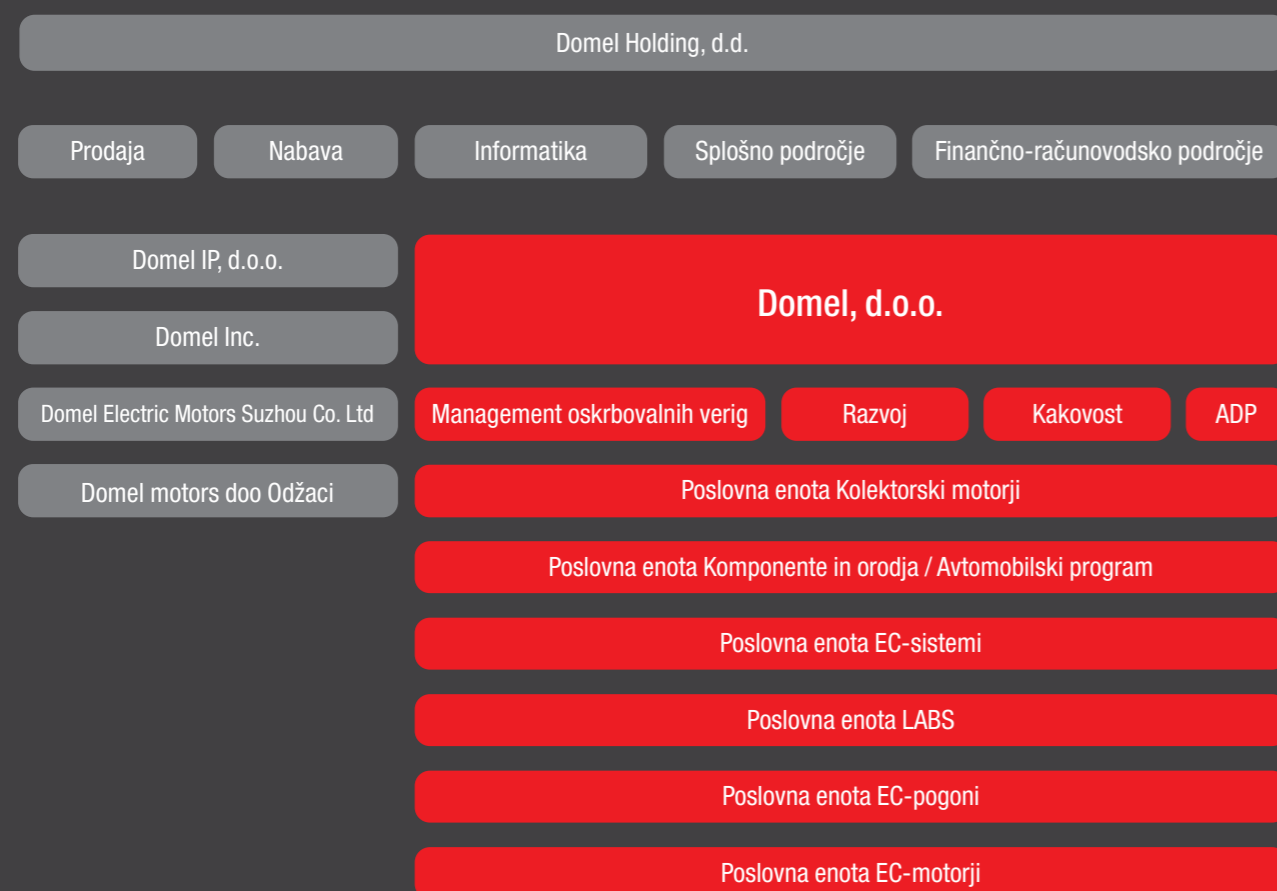 Domel Holding, d.d.
Prodaja
Nabava
Informatika
Splošno področje
Finančno-računovodsko področje
Domel IP, d.o.o.
Domel Inc.
Domel Electric Motors Suzhou Co. Ltd
Domel motors doo Odžaci
Domel, d.o.o.
Management oskrbovalnih verig
Razvoj
Kakovost
ADP
Poslovna enota Kolektorski motorji
Poslovna enota Komponente in orodja / Avtomobilski program
Poslovna enota EC-sistemi
Poslovna enota LABS
Poslovna enota EC-pogoni
Poslovna enota EC-motorji